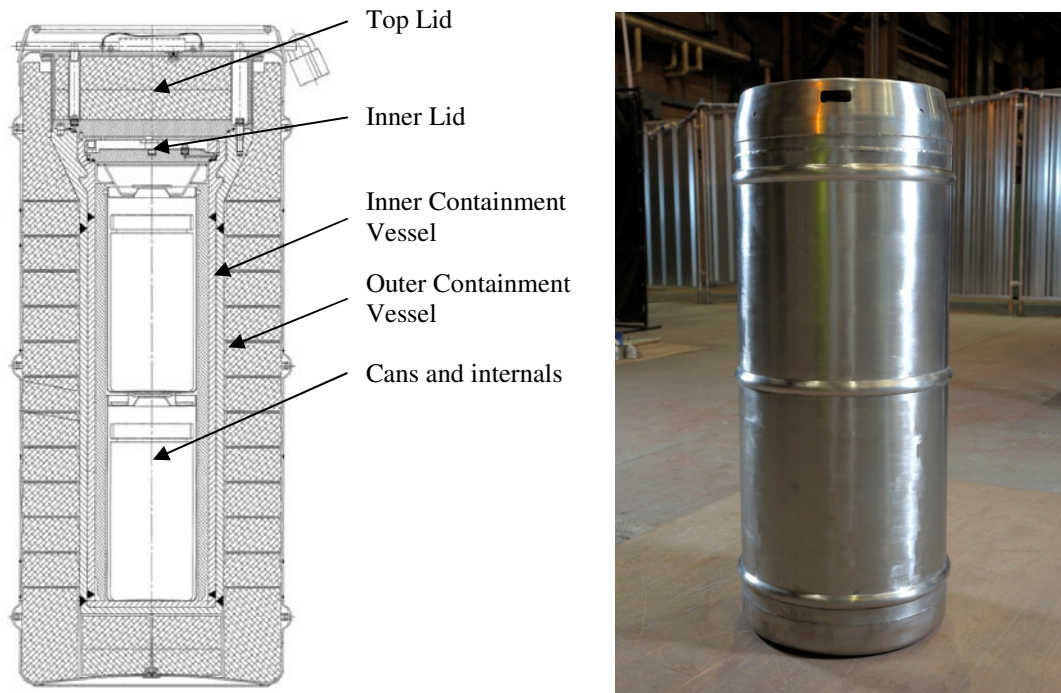 Top Lid
Inner Lid
Inner Containment
Vessel
Outer Containment
Vessel
Cans and internals